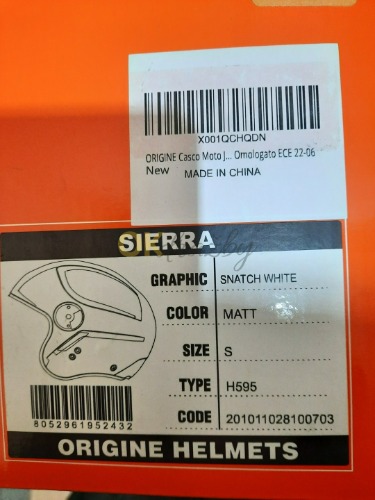 X001QCHQDN
ORIGINE Casco Moto J... Omologato ECE 22-06
New MADE IN CHINA
SIERRA
GRAPHIC SNATCH WHITE
COLOR MATT
SIZE S
TYPE H595
CODE 201011028100703
8052961952432
ORIGINE HELMETS